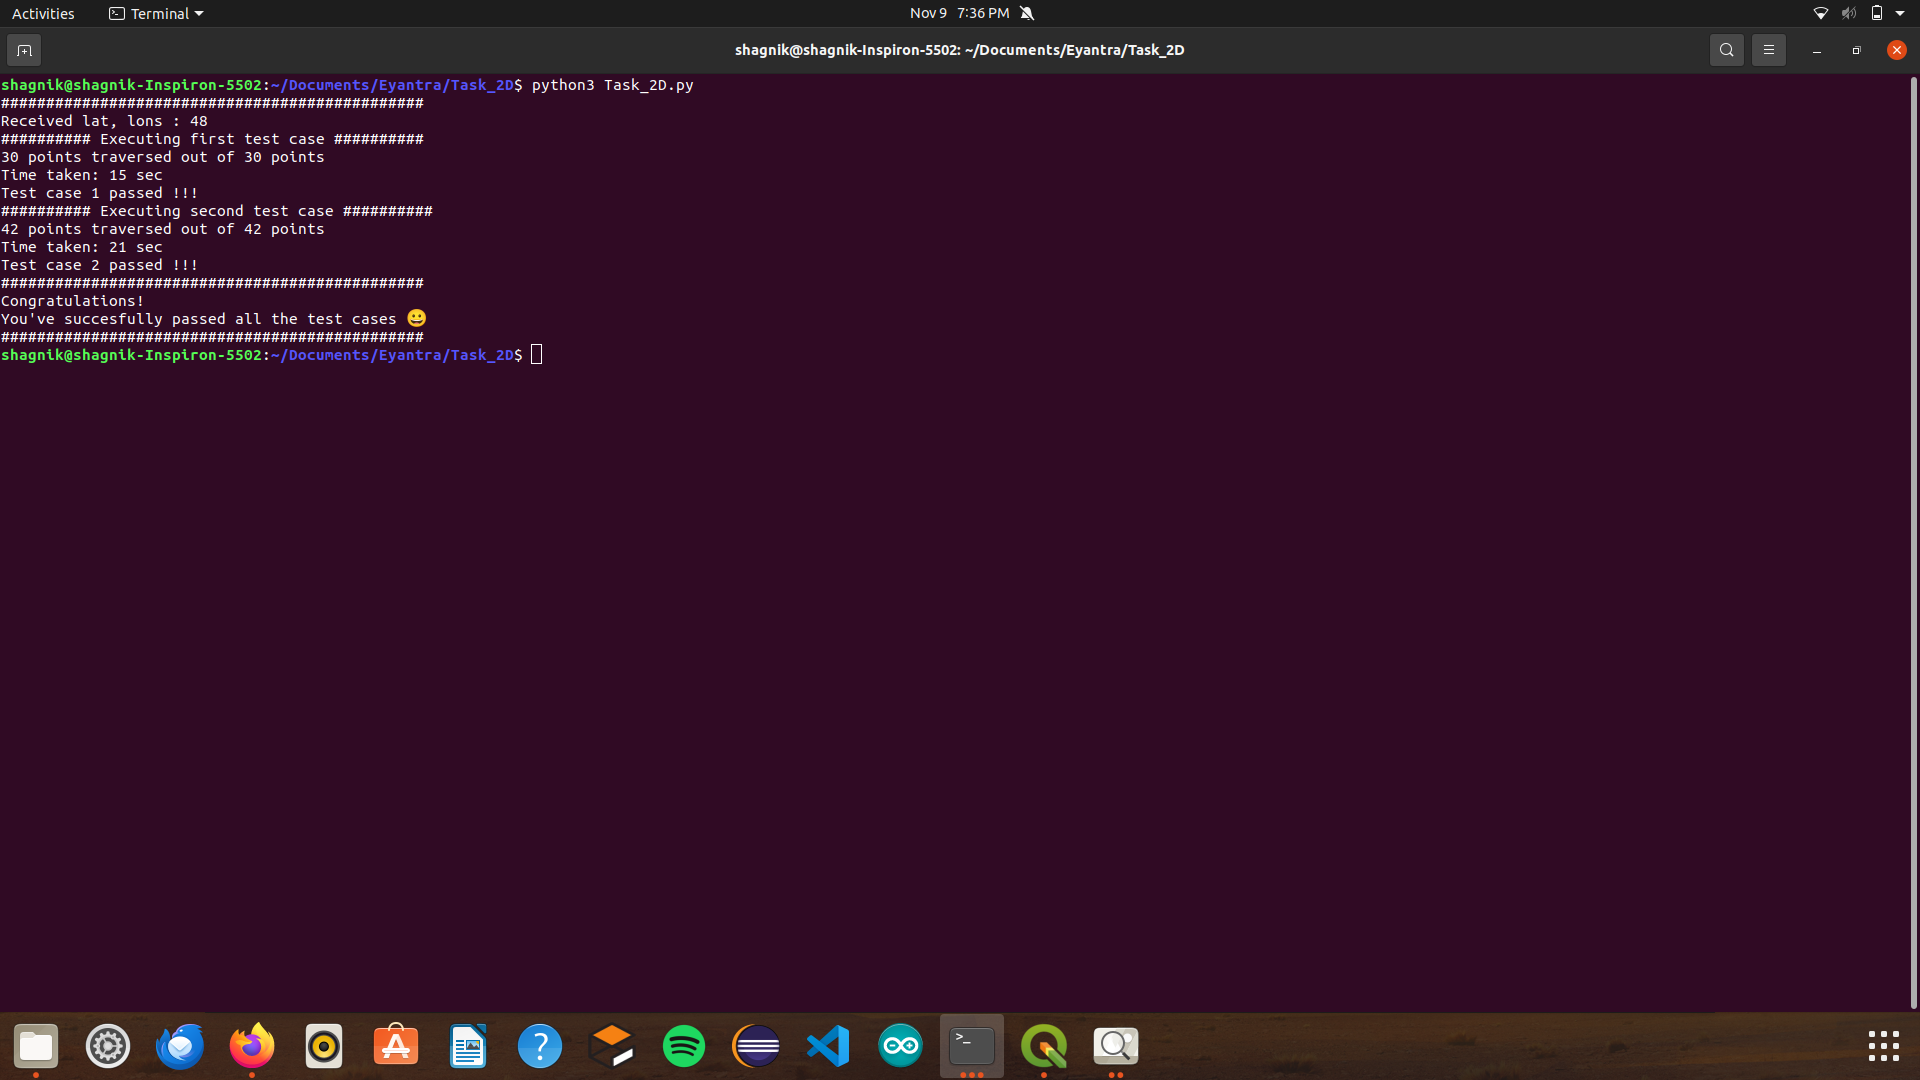 Activities Terminal Nov 9 7:36 PM
shagnik@shagnik-Inspiron-5502: ~/Documents/Eyantra/Task_2D
shagnik@shagnik-Inspiron-5502:~/Documents/Eyantra/Task_2D$ python3 Task_2D.py
###############################################
Received lat, lons : 48
########## Executing first test case ##########
30 points traversed out of 30 points
Time taken: 15 sec
Test case 1 passed !!!
########## Executing second test case ##########
42 points traversed out of 42 points
Time taken: 21 sec
Test case 2 passed !!!
###############################################
Congratulations!
You've succesfully passed all the test cases 😀
###############################################
shagnik@shagnik-Inspiron-5502:~/Documents/Eyantra/Task_2D$